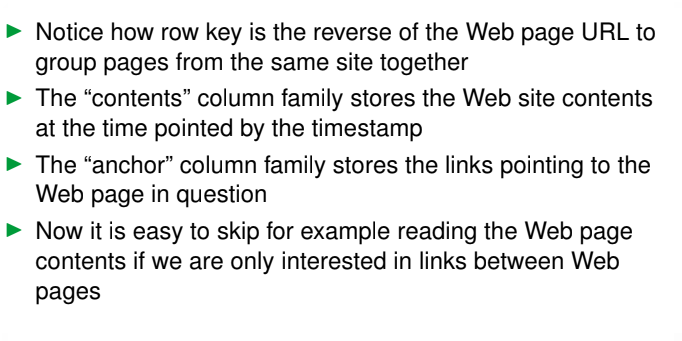 Notice how row key is the reverse of the Web page URL to
group pages from the same site together
The “contents” column family stores the Web site contents
at the time pointed by the timestamp
The “anchor” column family stores the links pointing to the
Web page in question
Now it is easy to skip for example reading the Web page
contents if we are only interested in links between Web
pages